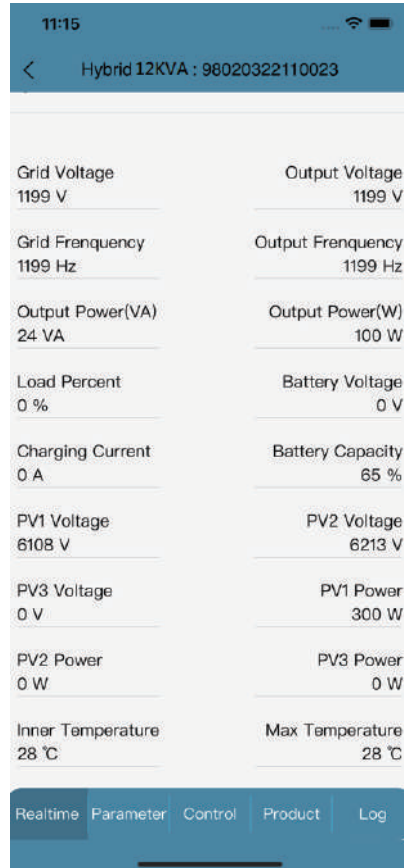 11:15
Hybrid 12KVA : 98020322110023
Grid Voltage Output Voltage
1199 V 1199 V
Grid Frenquency Output Frenquency
1199 Hz 1199 Hz
Output Power(VA) Output Power(W)
24 VA 100 W
Load Percent Battery Voltage
0 % 0 V
Charging Current Battery Capacity
0 A 65 %
PV1 Voltage PV2 Voltage
6108 V 6213 V
PV3 Voltage PV1 Power
0 V 300 W
PV2 Power PV3 Power
0 W 0 W
Inner Temperature Max Temperature
28 ℃ 28 ℃
Realtime Parameter Control Product Log